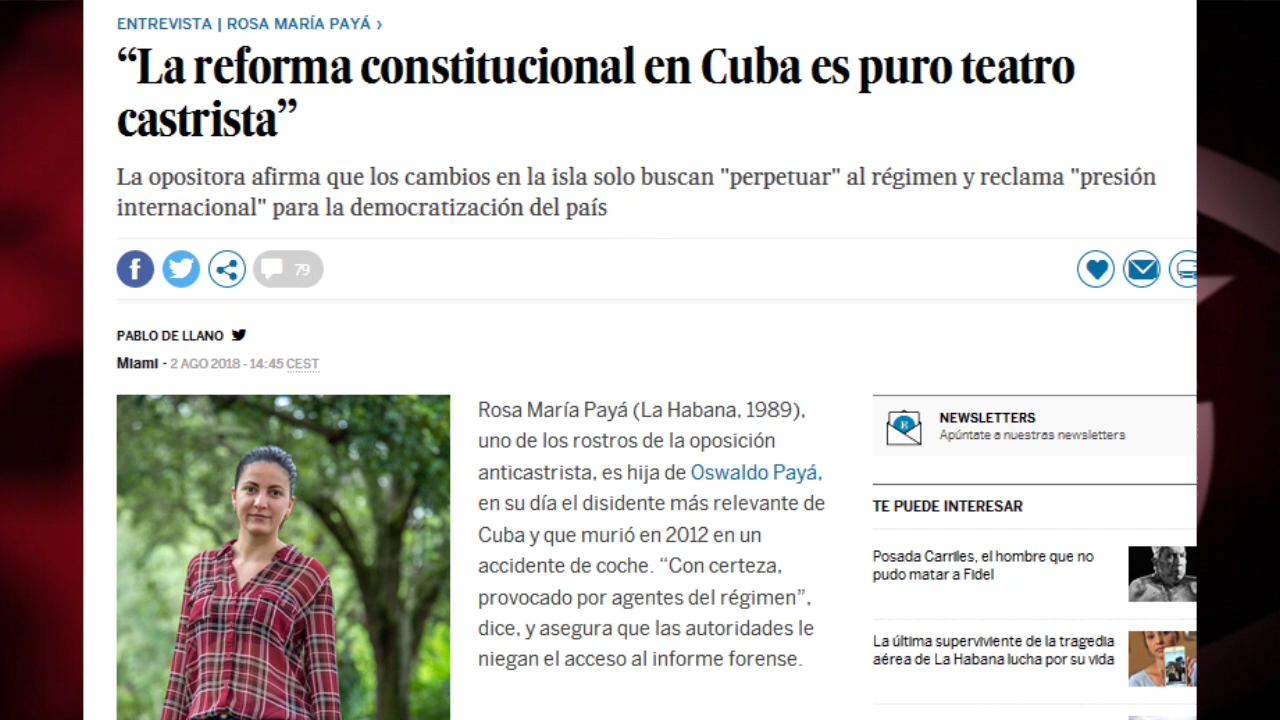 ENTREVISTA | ROSA MARÍA PAYÁ ›
“La reforma constitucional en Cuba es puro teatro
castrista”
La opositora afirma que los cambios en la isla solo buscan "perpetuar" al régimen y reclama "presión
internacional" para la democratización del país
79
PABLO DE LLANO
Miami - 2 AGO 2018 - 14:45 CEST
Rosa María Payá (La Habana, 1989),
uno de los rostros de la oposición
anticastrista, es hija de Oswaldo Payá,
en su día el disidente más relevante de
Cuba y que murió en 2012 en un
accidente de coche. “Con certeza,
provocado por agentes del régimen”,
dice, y asegura que las autoridades le
niegan el acceso al informe forense.
NEWSLETTERS
Apúntate a nuestras newsletters
TE PUEDE INTERESAR
Posada Carriles, el hombre que no
pudo matar a Fidel
La última superviviente de la tragedia
aérea de La Habana lucha por su vida